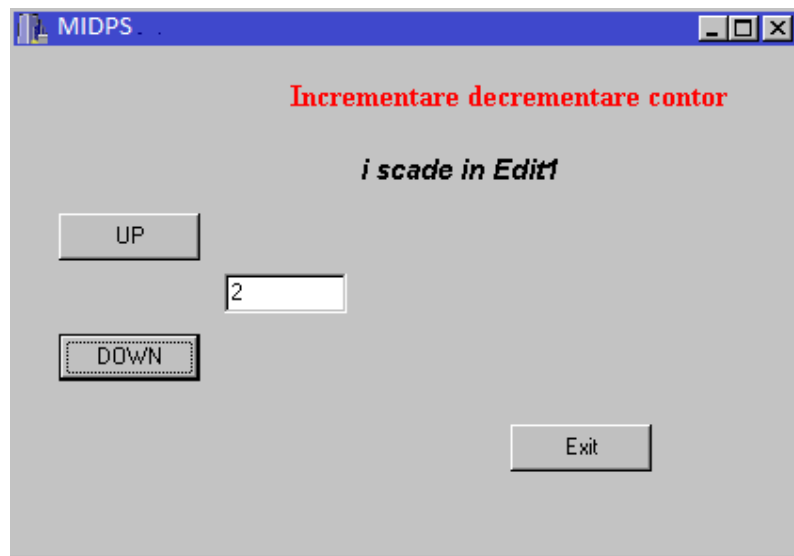 MIDPS . .
Incrementare decrementare contor
i scade in Edit1
UP
2
DOWN
Exit